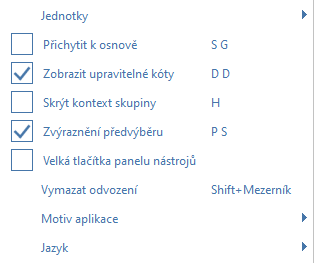 Jednotky
Přichytit k osnově S G
Zobrazit upravitelné kóty D D
Skrýt kontext skupiny H
Zvýraznění předvýběru P S
Velká tlačítka panelu nástrojů
Vymazat odvození Shift+Mezerník
Motiv aplikace
Jazyk